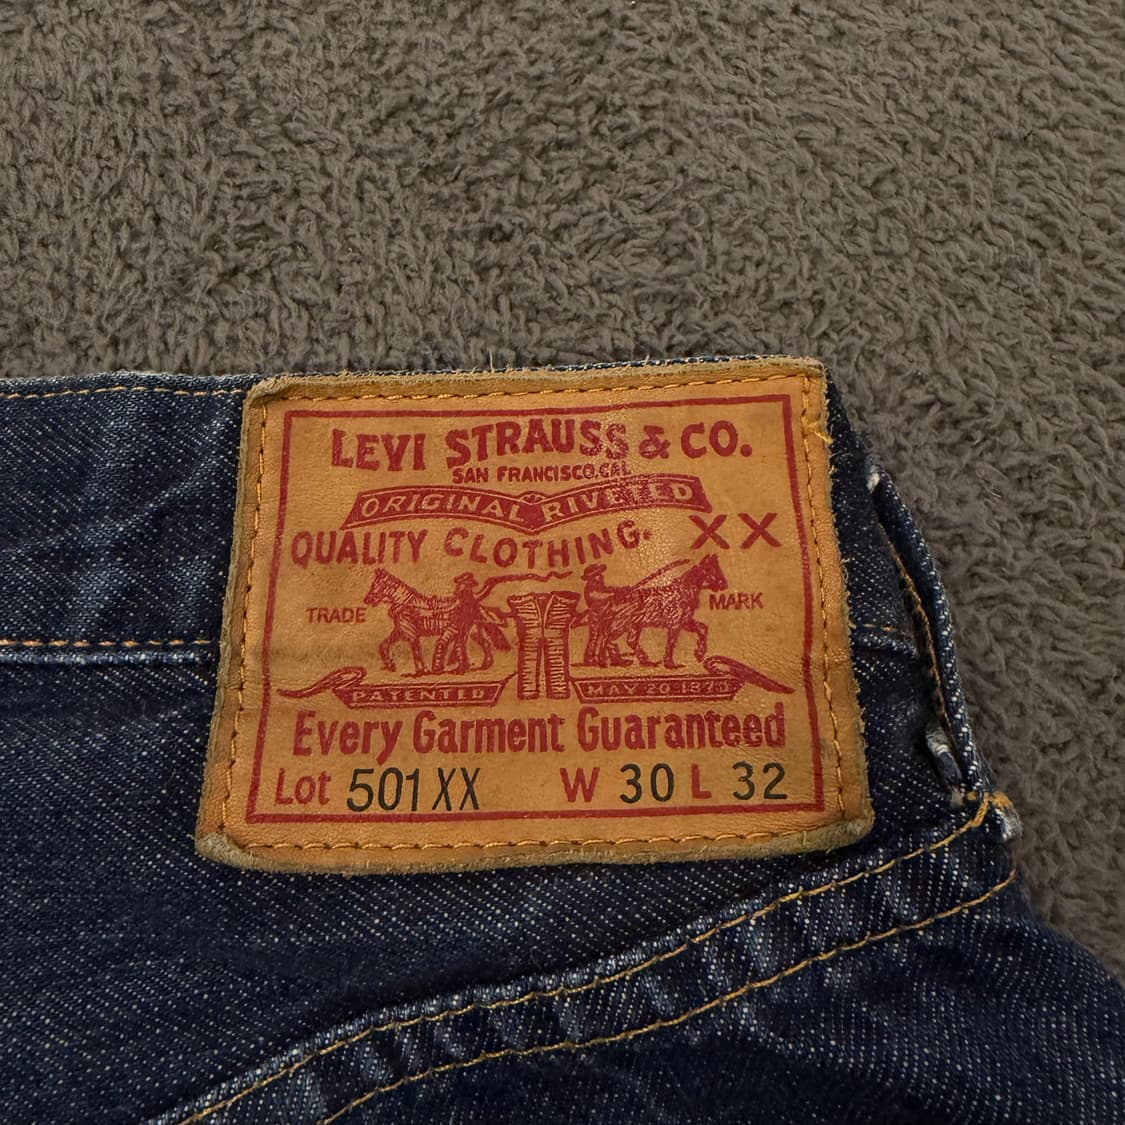 LEVI STRAUSS & CO.
SAN FRANCISCO, CAL
ORIGINAL RIVETED
QUALITY CLOTHING. XX
TRADE MARK
PATENTED MAY 20 1873
Every Garment Guaranteed
Lot 501XX W 30 L 32